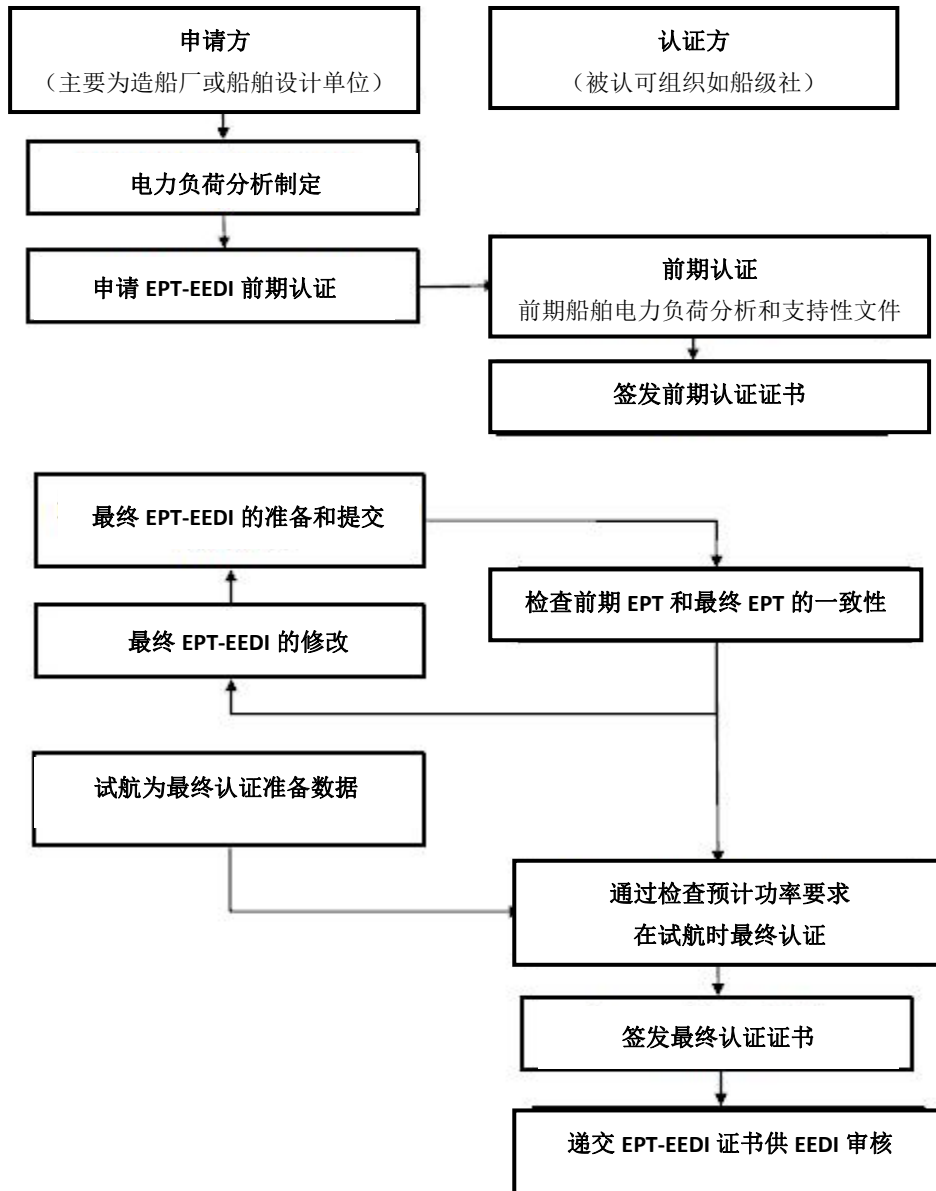 申请方
（主要为造船厂或船舶设计单位）
认证方
（被认可组织如船级社）
电力负荷分析制定
申请 EPT-EEDI 前期认证
前期认证
前期船舶电力负荷分析和支持性文件
签发前期认证证书
最终 EPT-EEDI 的准备和提交
检查前期 EPT 和最终 EPT 的一致性
最终 EPT-EEDI 的修改
试航为最终认证准备数据
通过检查预计功率要求
在试航时最终认证
签发最终认证证书
递交 EPT-EEDI 证书供 EEDI 审核